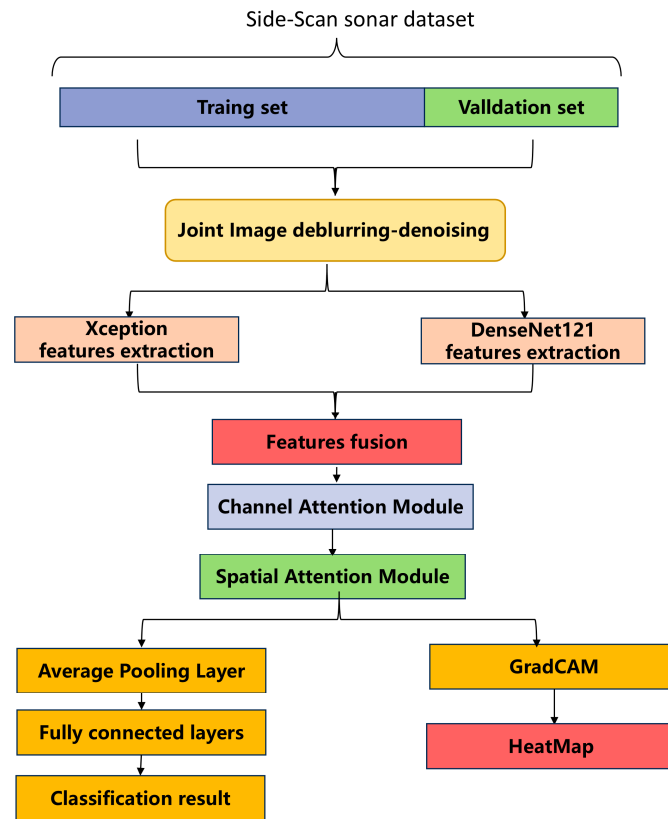 Side-Scan sonar dataset
Traing set
Valldation set
Joint Image deblurring-denoising
Xception
features extraction
DenseNet121
features extraction
Features fusion
Channel Attention Module
Spatial Attention Module
Average Pooling Layer
GradCAM
Fully connected layers
HeatMap
Classification result